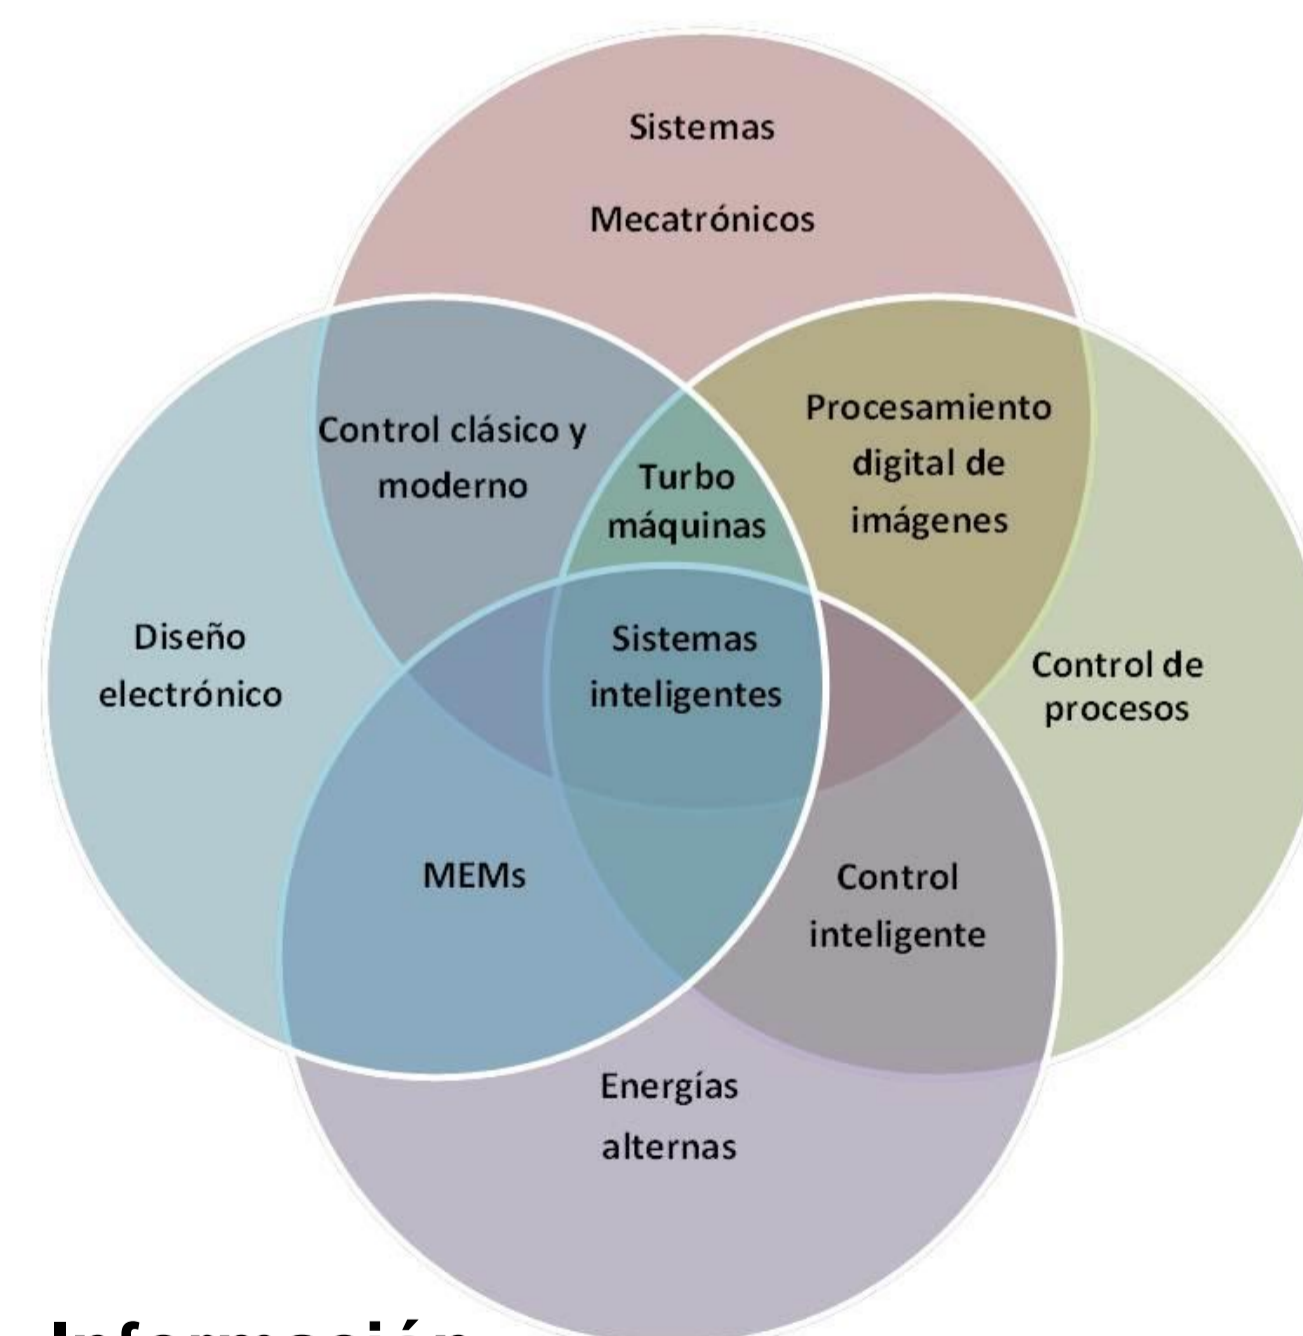 Sistemas
Mecatrónicos
Control clásico y
moderno
Turbo
máquinas
Procesamiento
digital de
imágenes
Diseño
electrónico
Sistemas
inteligentes
Control de
procesos
MEMs
Control
inteligente
Energías
alternas
Información